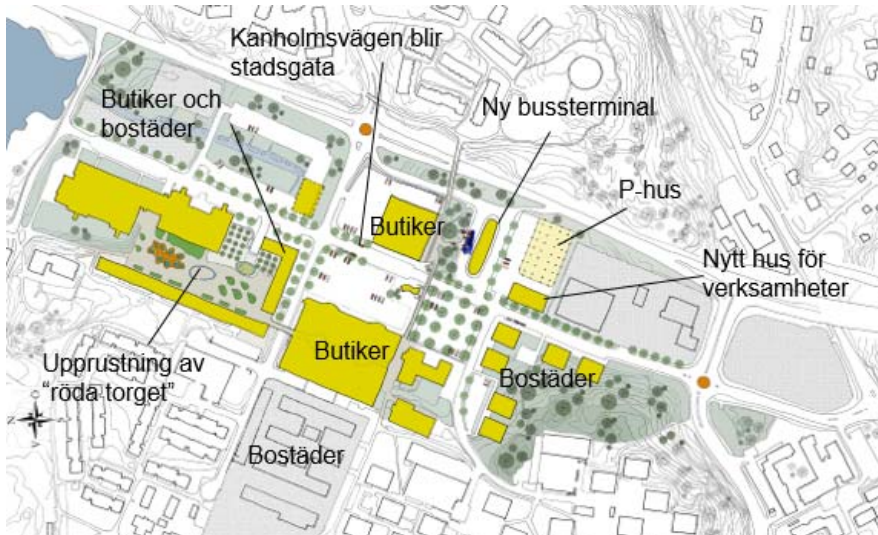 Kanholmsvägen blir
stadsgata
Butiker och
bostäder
Ny bussterminal
P-hus
Butiker
Nytt hus för
verksamheter
Butiker
Upprustning av
“röda torget”
Bostäder
Bostäder